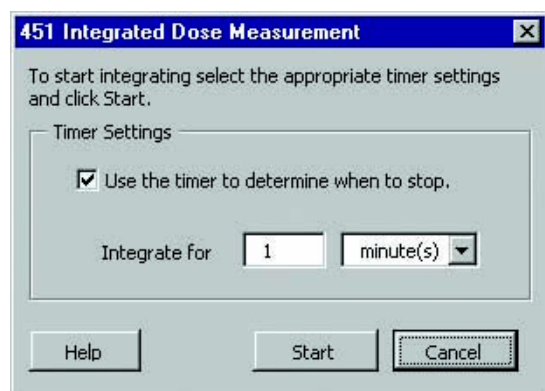 451 Integrated Dose Measurement
To start integrating select the appropriate timer settings
and click Start.
Timer Settings
Use the timer to determine when to stop.
Integrate for 1 minute(s)
Help Start Cancel